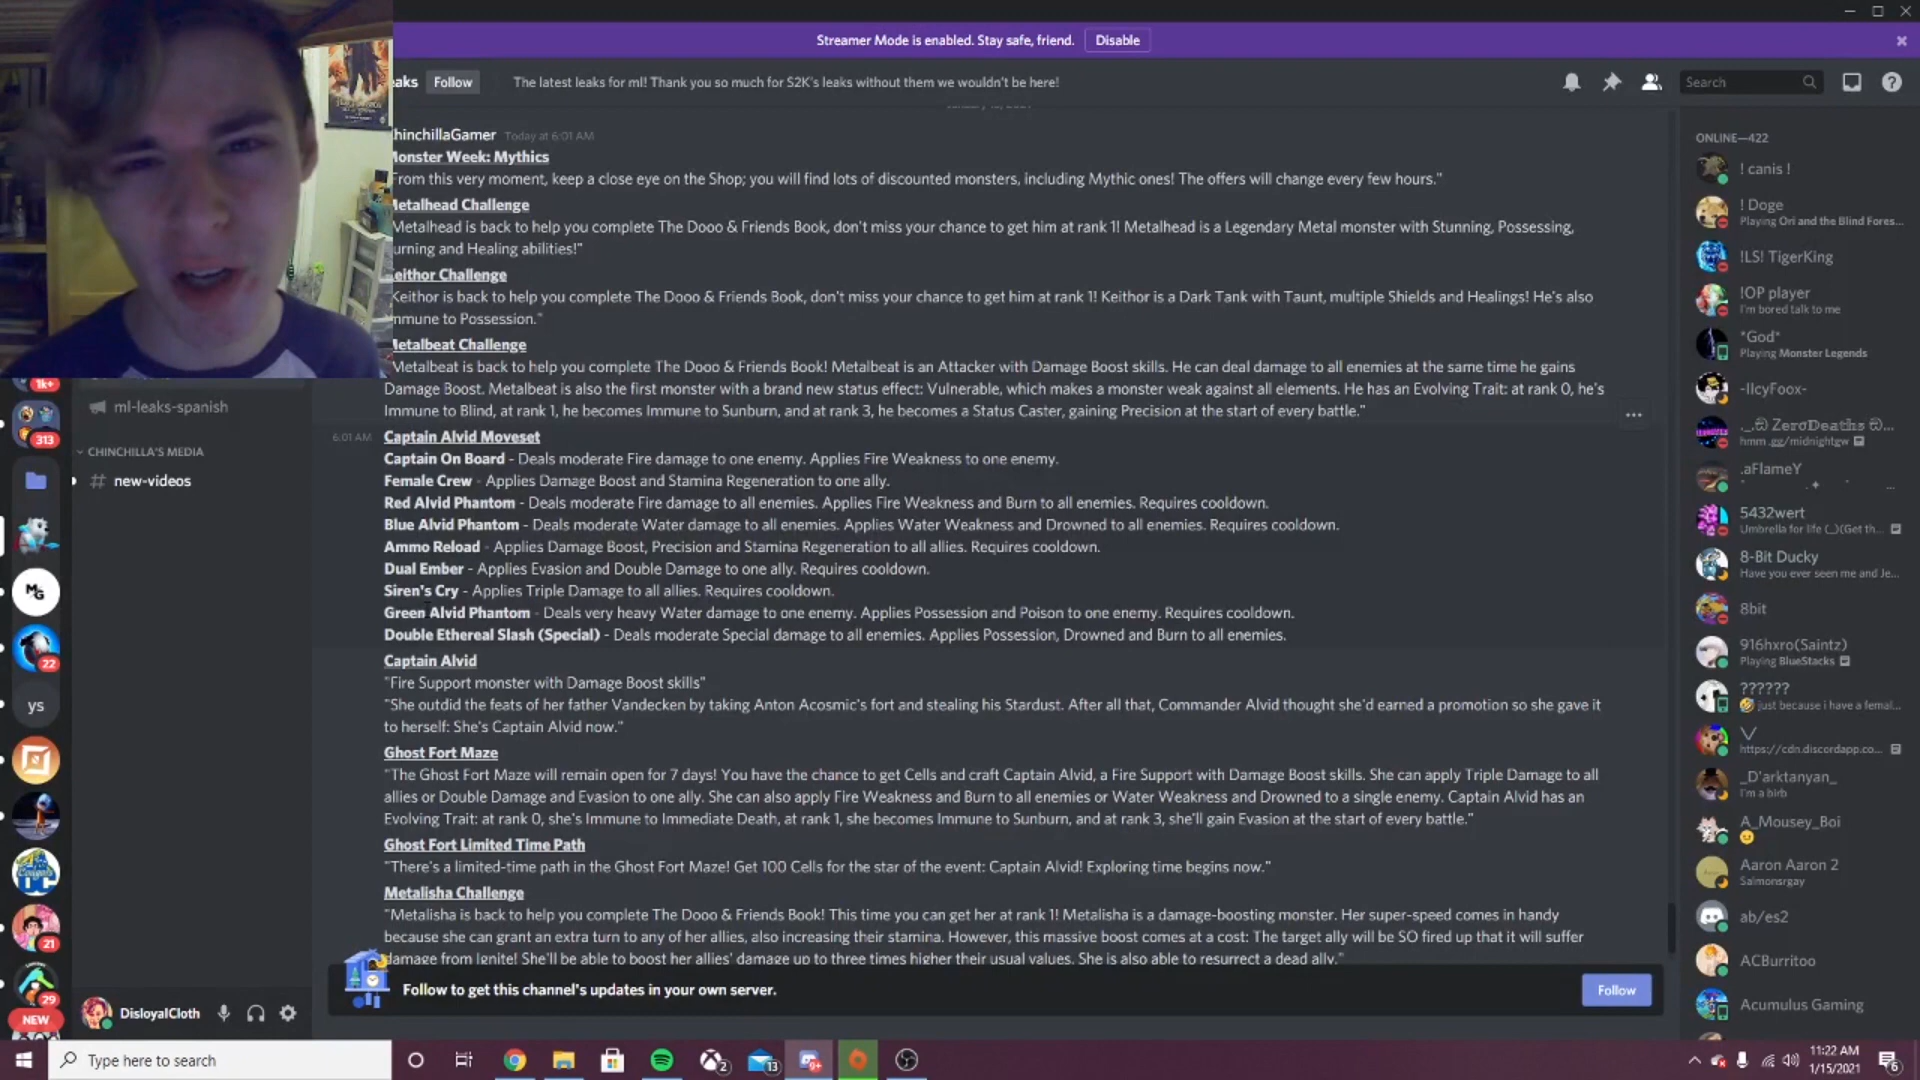 Streamer Mode is enabled. Stay safe, friend. Disable
eaks Follow The latest leaks for ml! Thank you so much for S2K's leaks without them we wouldn't be here! Search
hinchillaGamer Today at 6:01 AM
Monster Week: Mythics
From this very moment, keep a close eye on the Shop; you will find lots of discounted monsters, including Mythic ones! The offers will change every few hours."
Metalhead Challenge
Metalhead is back to help you complete The Dooo & Friends Book, don't miss your chance to get him at rank 1! Metalhead is a Legendary Metal monster with Stunning, Possessing,
urning and Healing abilities!"
Keithor Challenge
Keithor is back to help you complete The Dooo & Friends Book, don't miss your chance to get him at rank 1! Keithor is a Dark Tank with Taunt, multiple Shields and Healings! He's also
mmune to Possession."
Metalbeat Challenge
Metalbeat is back to help you complete The Dooo & Friends Book! Metalbeat is an Attacker with Damage Boost skills. He can deal damage to all enemies at the same time he gains
Damage Boost. Metalbeat is also the first monster with a brand new status effect: Vulnerable, which makes a monster weak against all elements. He has an Evolving Trait: at rank 0, he's
Immune to Blind, at rank 1, he becomes Immune to Sunburn, and at rank 3, he becomes a Status Caster, gaining Precision at the start of every battle."
6:01 AM Captain Alvid Moveset
Captain On Board - Deals moderate Fire damage to one enemy. Applies Fire Weakness to one enemy.
Female Crew - Applies Damage Boost and Stamina Regeneration to one ally.
Red Alvid Phantom - Deals moderate Fire damage to all enemies. Applies Fire Weakness and Burn to all enemies. Requires cooldown.
Blue Alvid Phantom - Deals moderate Water damage to all enemies. Applies Water Weakness and Drowned to all enemies. Requires cooldown.
Ammo Reload - Applies Damage Boost, Precision and Stamina Regeneration to all allies. Requires cooldown.
Dual Ember - Applies Evasion and Double Damage to one ally. Requires cooldown.
Siren's Cry - Applies Triple Damage to all allies. Requires cooldown.
Green Alvid Phantom - Deals very heavy Water damage to one enemy. Applies Possession and Poison to one enemy. Requires cooldown.
Double Ethereal Slash (Special) - Deals moderate Special damage to all enemies. Applies Possession, Drowned and Burn to all enemies.
Captain Alvid
"Fire Support monster with Damage Boost skills"
"She outdid the feats of her father Vandecken by taking Anton Acosmic's fort and stealing his Stardust. After all that, Commander Alvid thought she'd earned a promotion so she gave it
to herself: She's Captain Alvid now."
Ghost Fort Maze
"The Ghost Fort Maze will remain open for 7 days! You have the chance to get Cells and craft Captain Alvid, a Fire Support with Damage Boost skills. She can apply Triple Damage to all
allies or Double Damage and Evasion to one ally. She can also apply Fire Weakness and Burn to all enemies or Water Weakness and Drowned to a single enemy. Captain Alvid has an
Evolving Trait: at rank 0, she's Immune to Immediate Death, at rank 1, she becomes Immune to Sunburn, and at rank 3, she'll gain Evasion at the start of every battle."
Ghost Fort Limited Time Path
"There's a limited-time path in the Ghost Fort Maze! Get 100 Cells for the star of the event: Captain Alvid! Exploring time begins now."
Metalisha Challenge
"Metalisha is back to help you complete The Dooo & Friends Book! This time you can get her at rank 1! Metalisha is a damage-boosting monster. Her super-speed comes in handy
because she can grant an extra turn to any of her allies, also increasing their stamina. However, this massive boost comes at a cost: The target ally will be SO fired up that it will suffer
damage from Ignite! She'll be able to boost her allies' damage up to three times higher their usual values. She is also able to resurrect a dead ally."
Follow to get this channel's updates in your own server. Follow
1k+
ml-leaks-spanish
313
CHINCHILLA'S MEDIA
new-videos
MG
22
ys
21
29
NEW
DisloyalCloth
ONLINE—422
! canis !
! Doge
Playing Ori and the Blind Fores...
!LS! TigerKing
!OP player
I'm bored talk to me
*God*
Playing Monster Legends
-IIcyFoox-
hmm .gg/midnightgw
.aFlameY
5432wert
Umbrella for life (_)(Get th...
8-Bit Ducky
Have you ever seen me and Je...
8bit
916hxro(Saintz)
Playing BlueStacks
??????
just because i have a femal...
\/
https://cdn.discordapp.co...
_D'arktanyan_
I'm a birb
A_Mousey_Boi
Aaron Aaron 2
Salmonsrgay
ab/es2
ACBurritoo
Acumulus Gaming
Type here to search
2
13
9+
11:22 AM
1/15/2021
6